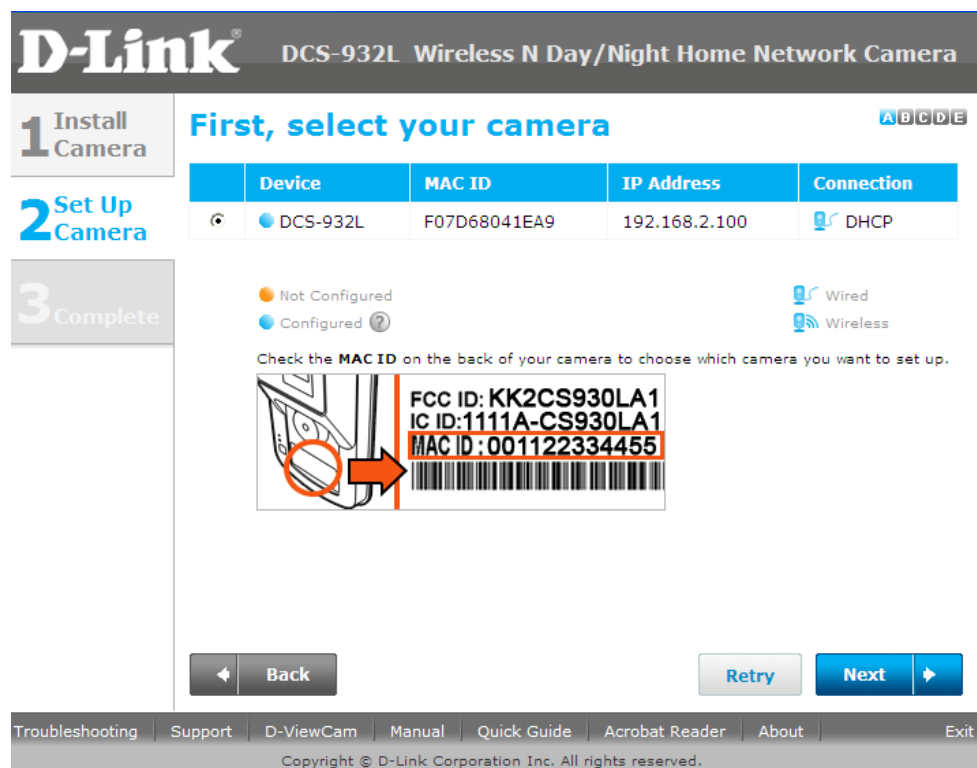 D-Link®
DCS-932L Wireless N Day/Night Home Network Camera
1 Install Camera
2 Set Up Camera
3 Complete
First, select your camera
A B C D E
Device MAC ID IP Address Connection
DCS-932L F07D68041EA9 192.168.2.100 DHCP
Not Configured Wired
Configured ? Wireless
Check the MAC ID on the back of your camera to choose which camera you want to set up.
FCC ID: KK2CS930LA1
IC ID:1111A-CS930LA1
MAC ID : 001122334455
Back Retry Next
Troubleshooting Support D-ViewCam Manual Quick Guide Acrobat Reader About Exit
Copyright © D-Link Corporation Inc. All rights reserved.